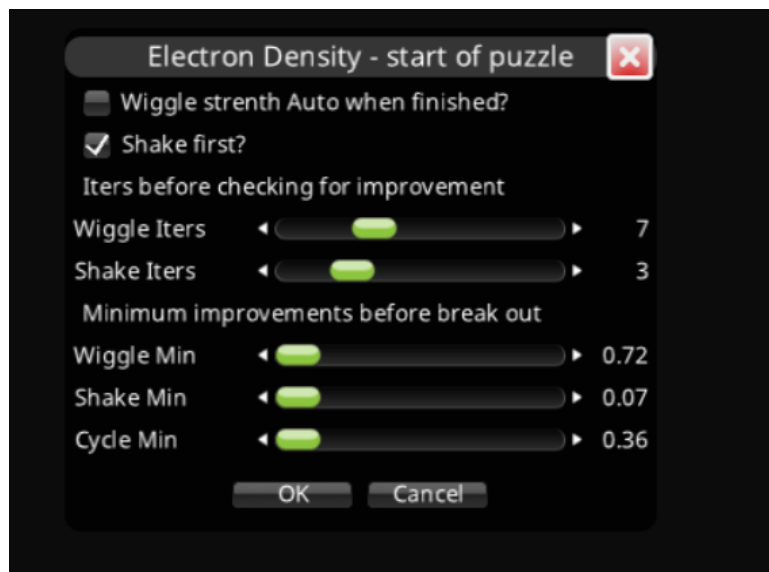 Electron Density - start of puzzle
Wiggle strenth Auto when finished?
Shake first?
Iters before checking for improvement
Wiggle Iters 7
Shake Iters 3
Minimum improvements before break out
Wiggle Min 0.72
Shake Min 0.07
Cycle Min 0.36
OK Cancel